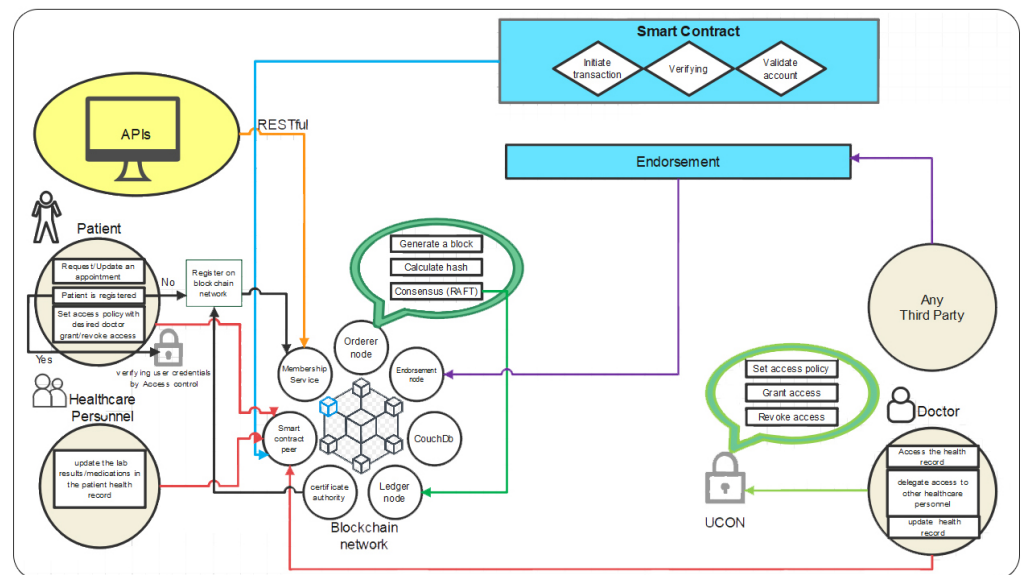 Smart Contract
Initiate
transaction
Verifying
Validate
account
APIs
RESTful
Endorsement
Patient
Request/Update an
appointment
Patient is registered
Set access policy with
desired doctor
grant/revoke access
No
Yes
Register on
block chain
network
verifying user credentials
by Access control
Generate a block
Calculate hash
Consensus (RAFT)
Any
Third Party
Healthcare
Personnel
update the lab
results/medications in
the patient health
record
Orderer
node
Membership
Service
Endorsment
node
Smart
contract
peer
CouchDb
certificate
authority
Ledger
node
Blockchain
network
Set access policy
Grant access
Revoke access
UCON
Doctor
Access the health
record
delegate access to
other healthcare
personnel
update health
record